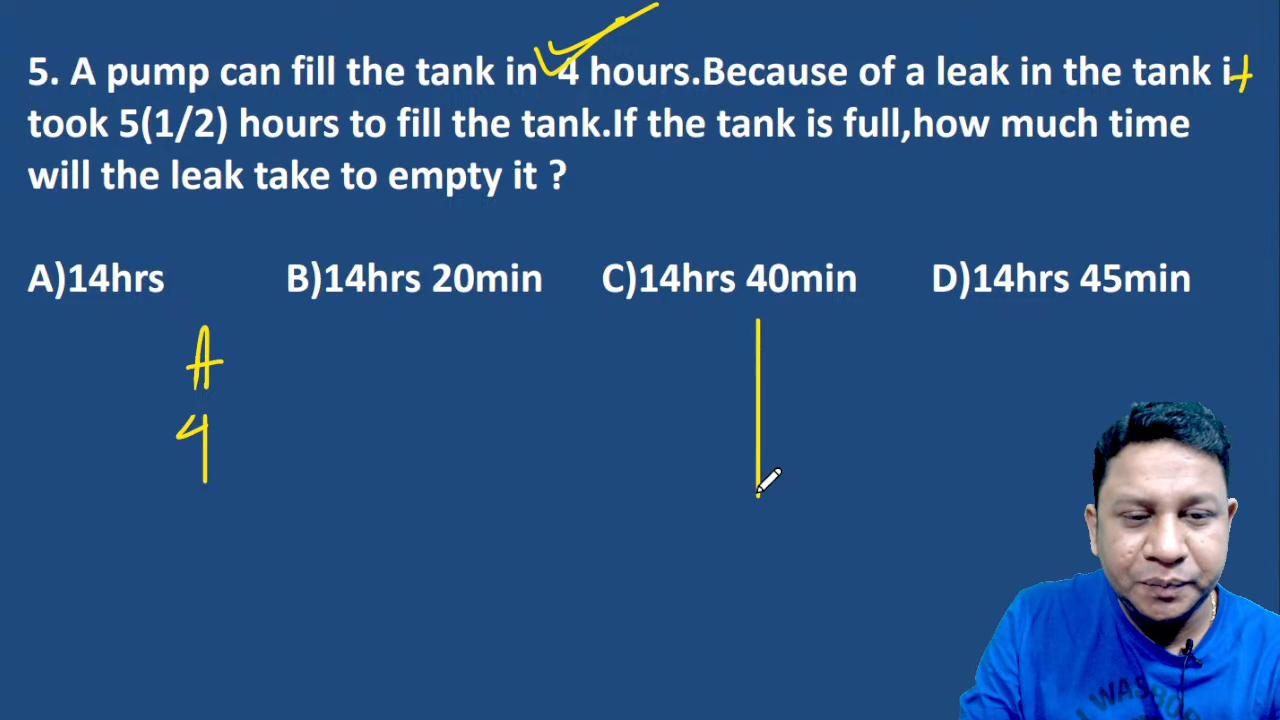 5. A pump can fill the tank in 4 hours.Because of a leak in the tank it
took 5(1/2) hours to fill the tank.If the tank is full,how much time
will the leak take to empty it ?
A)14hrs B)14hrs 20min C)14hrs 40min D)14hrs 45min
A
4